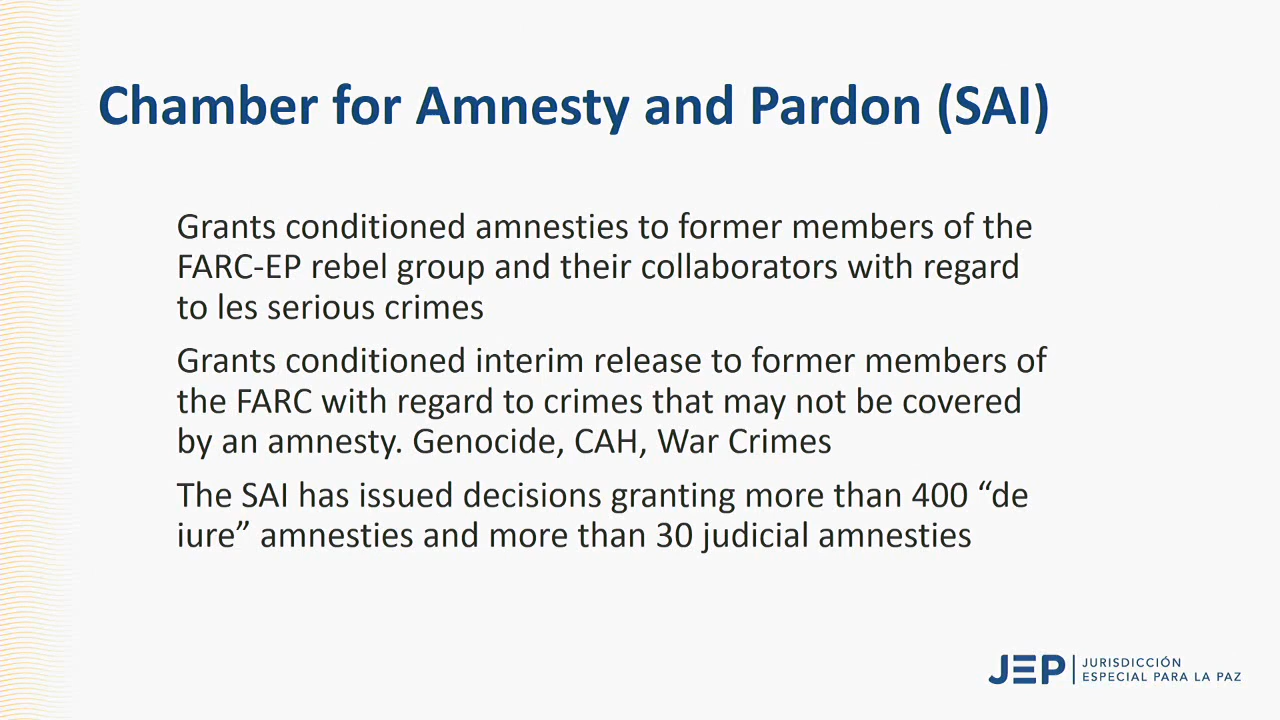 Chamber for Amnesty and Pardon (SAI)
Grants conditioned amnesties to former members of the
FARC-EP rebel group and their collaborators with regard
to les serious crimes
Grants conditioned interim release to former members of
the FARC with regard to crimes that may not be covered
by an amnesty. Genocide, CAH, War Crimes
The SAI has issued decisions granting more than 400 “de
iure” amnesties and more than 30 judicial amnesties
JEP
JURISDICCIÓN
ESPECIAL PARA LA PAZ